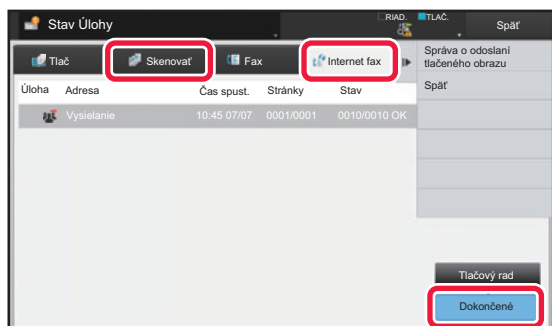 Stav Úlohy
RIAD.
TLAČ.
Späť
Tlač
Skenovať
Fax
Internet fax
Správa o odoslaní
tlačeného obrazu
Úloha Adresa Čas spust. Stránky Stav
Späť
Vysielanie 10:45 07/07 0001/0001 0010/0010 OK
Tlačový rad
Dokončené